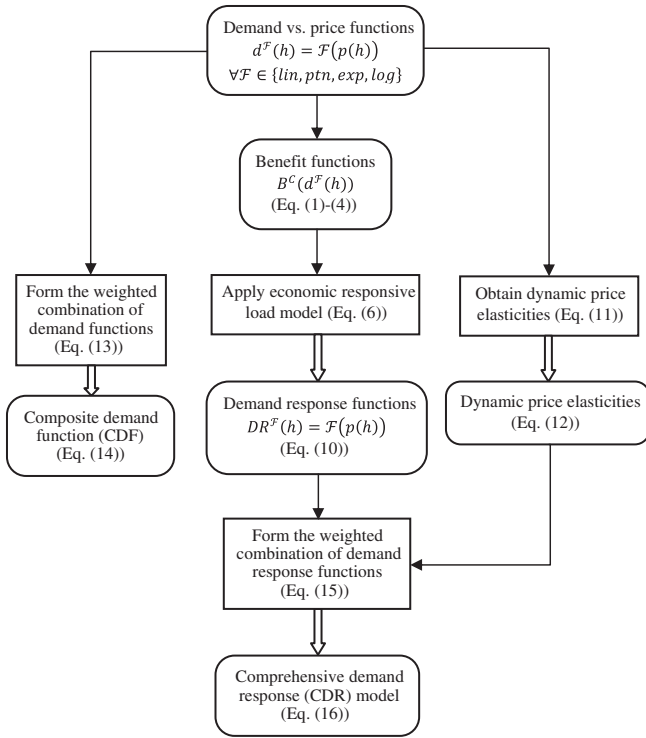 Demand vs. price functions
d^ℱ(h) = ℱ(p(h))
∀ℱ ∈ {lin, ptn, exp, log}
Benefit functions
B^C(d^ℱ(h))
(Eq. (1)-(4))
Form the weighted
combination of
demand functions
(Eq. (13))
Apply economic responsive
load model (Eq. (6))
Obtain dynamic price
elasticities (Eq. (11))
Composite demand
function (CDF)
(Eq. (14))
Demand response functions
DR^ℱ(h) = ℱ(p(h))
(Eq. (10))
Dynamic price elasticities
(Eq. (12))
Form the weighted
combination of demand
response functions
(Eq. (15))
Comprehensive demand
response (CDR) model
(Eq. (16))